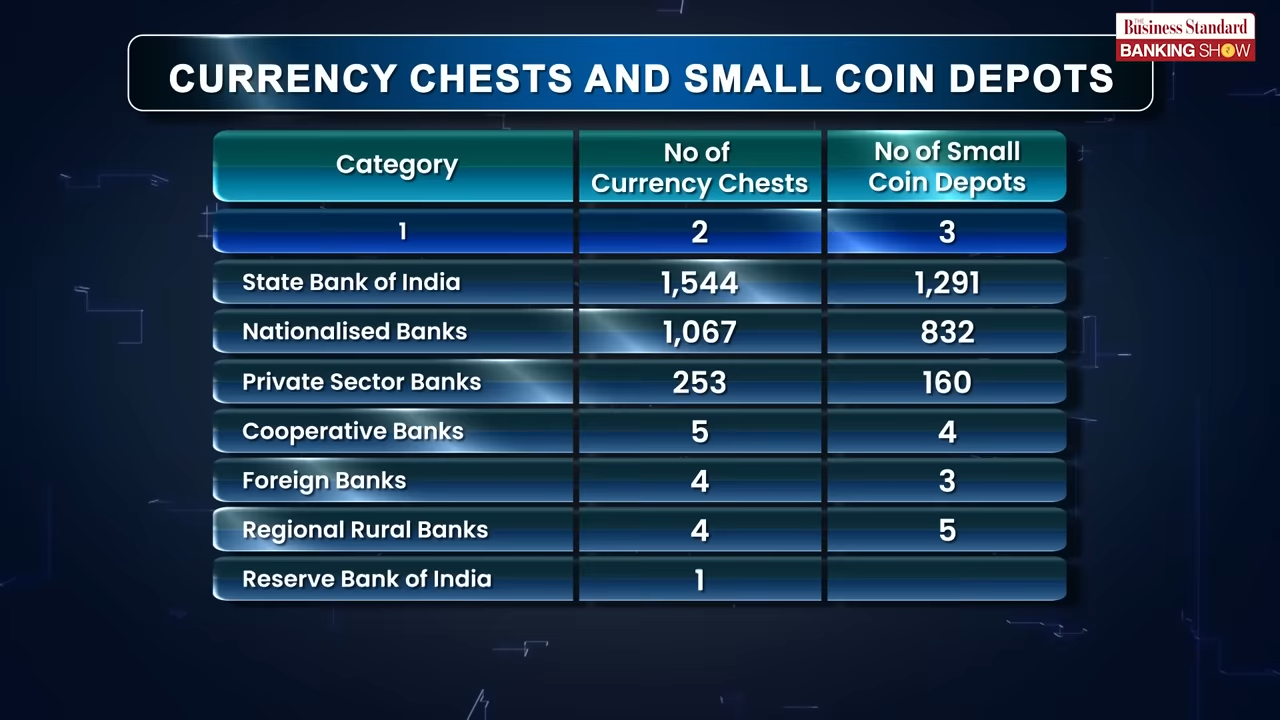 THE
Business Standard
BANKING SHOW
CURRENCY CHESTS AND SMALL COIN DEPOTS
Category No of Currency Chests No of Small Coin Depots
1 2 3
State Bank of India 1,544 1,291
Nationalised Banks 1,067 832
Private Sector Banks 253 160
Cooperative Banks 5 4
Foreign Banks 4 3
Regional Rural Banks 4 5
Reserve Bank of India 1